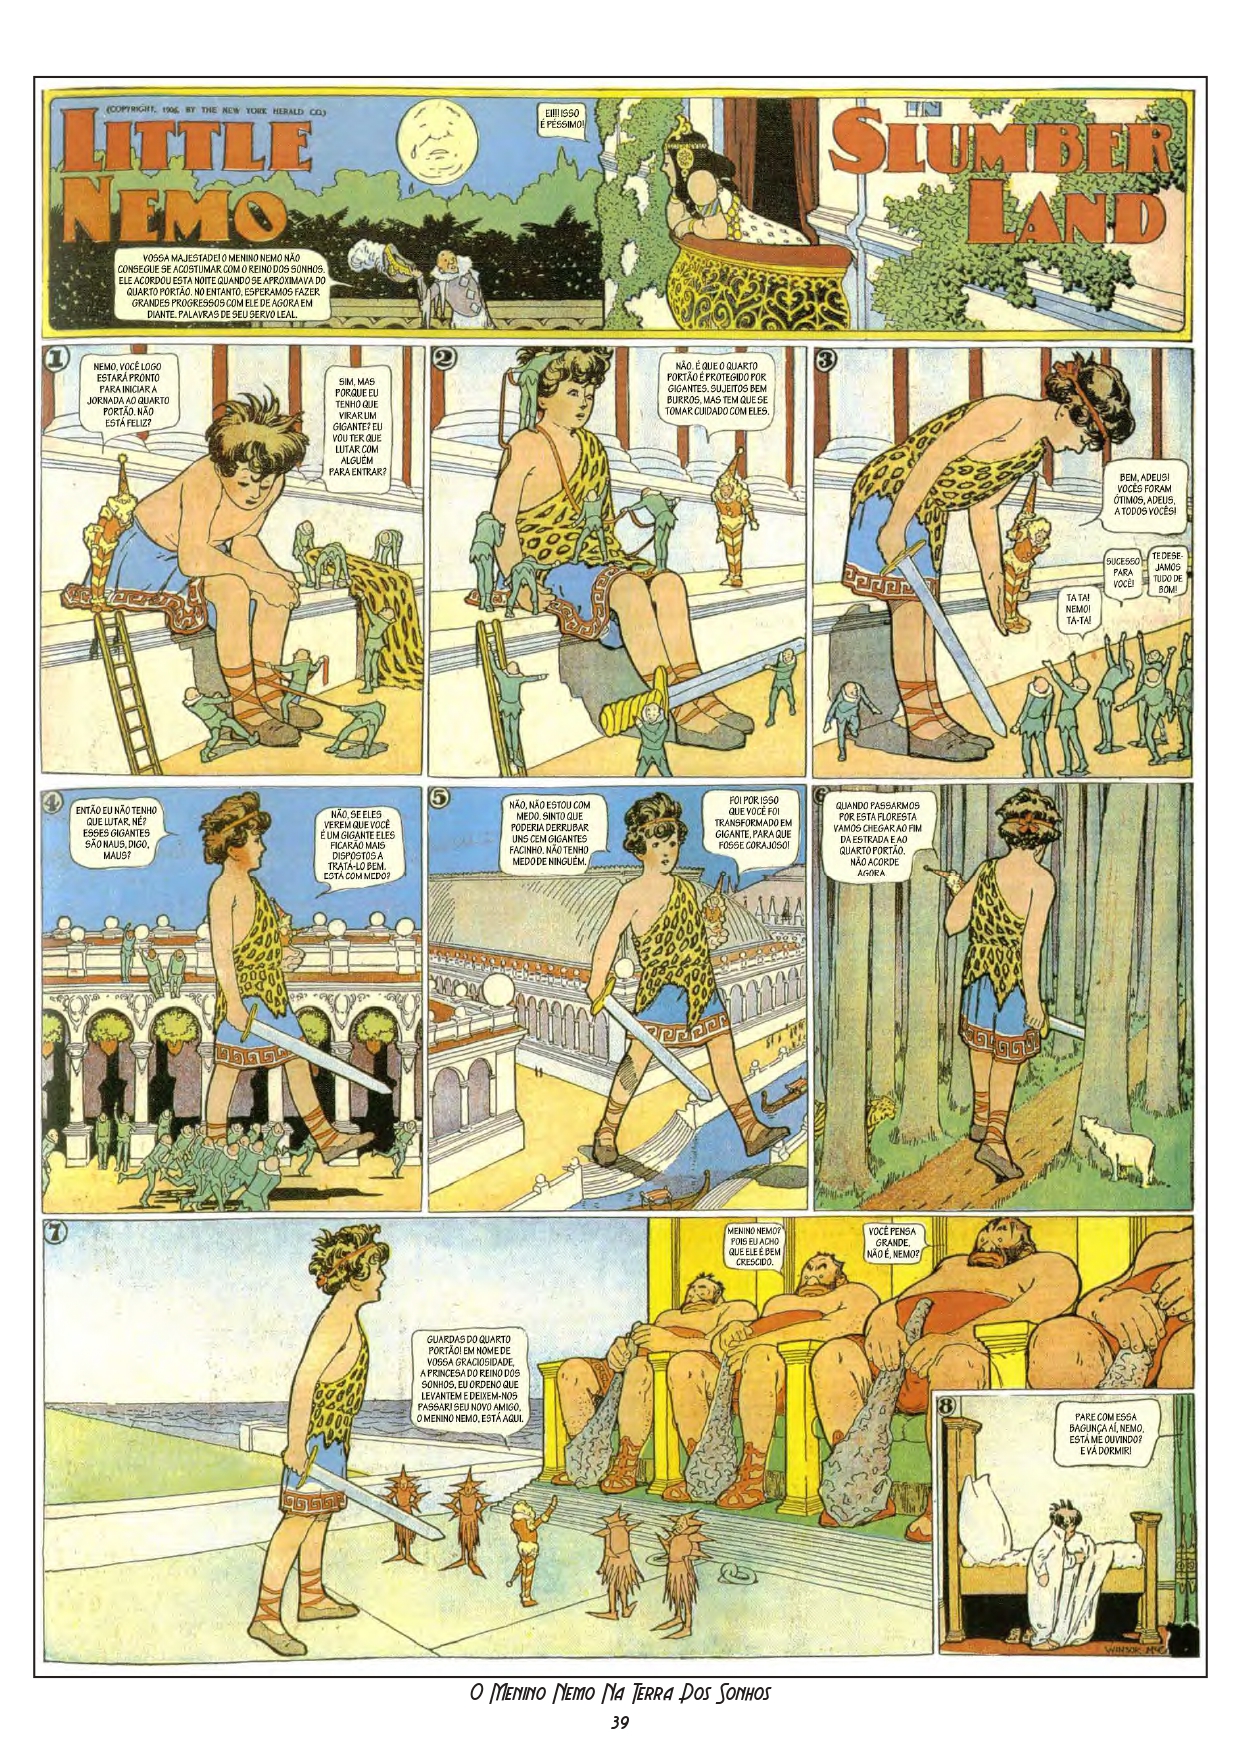 (COPYRIGHT, 1906, BY THE NEW YORK HERALD CO.)
LITTLE
NEMO
IN
SLUMBER
LAND
EI!!! ISSO
É PÉSSIMO!
VOSSA MAJESTADE! O MENINO NEMO NÃO
CONSEGUE SE ACOSTUMAR COM O REINO DOS SONHOS.
ELE ACORDOU ESTA NOITE QUANDO SE APROXIMAVA DO
QUARTO PORTÃO. NO ENTANTO, ESPERAMOS FAZER
GRANDES PROGRESSOS COM ELE DE AGORA EM
DIANTE. PALAVRAS DE SEU SERVO LEAL.
1
NEMO, VOCÊ LOGO
ESTARÁ PRONTO
PARA INICIAR A
JORNADA AO QUARTO
PORTÃO. NÃO
ESTÁ FELIZ?
SIM, MAS
PORQUE EU
TENHO QUE
VIRAR UM
GIGANTE? EU
VOU TER QUE
LUTAR COM
ALGUÉM
PARA ENTRAR?
2
NÃO. É QUE O QUARTO
PORTÃO É PROTEGIDO POR
GIGANTES. SUJEITOS BEM
BURROS, MAS TEM QUE SE
TOMAR CUIDADO COM ELES.
3
BEM, ADEUS!
VOCÊS FORAM
ÓTIMOS, ADEUS,
A TODOS VOCÊS!
SUCESSO
PARA
VOCÊ!
TE DESE-
JAMOS
TUDO DE
BOM!
TA TA!
NEMO!
TA-TA!
4
ENTÃO EU NÃO TENHO
QUE LUTAR, NÉ?
ESSES GIGANTES
SÃO NAUS, DIGO,
MAUS?
NÃO, SE ELES
VEREM QUE VOCÊ
É UM GIGANTE ELES
FICARÃO MAIS
DISPOSTOS A
TRATÁ-LO BEM.
ESTÁ COM MEDO?
5
NÃO, NÃO ESTOU COM
MEDO. SINTO QUE
PODERIA DERRUBAR
UNS CEM GIGANTES
FACINHO. NÃO TENHO
MEDO DE NINGUÉM.
FOI POR ISSO
QUE VOCÊ FOI
TRANSFORMADO EM
GIGANTE, PARA QUE
FOSSE CORAJOSO!
6
QUANDO PASSARMOS
POR ESTA FLORESTA
VAMOS CHEGAR AO FIM
DA ESTRADA E AO
QUARTO PORTÃO.
NÃO ACORDE
AGORA
7
GUARDAS DO QUARTO
PORTÃO! EM NOME DE
VOSSA GRACIOSIDADE,
A PRINCESA DO REINO DOS
SONHOS, EU ORDENO QUE
LEVANTEM E DEIXEM-NOS
PASSAR! SEU NOVO AMIGO,
O MENINO NEMO, ESTÁ AQUI.
MENINO NEMO?
POIS EU ACHO
QUE ELE É BEM
CRESCIDO.
VOCÊ PENSA
GRANDE,
NÃO É, NEMO?
8
PARE COM ESSA
BAGUNÇA AÍ, NEMO,
ESTÁ ME OUVINDO?
E VÁ DORMIR!
WINSOR
O MENINO NEMO NA TERRA DOS SONHOS
39